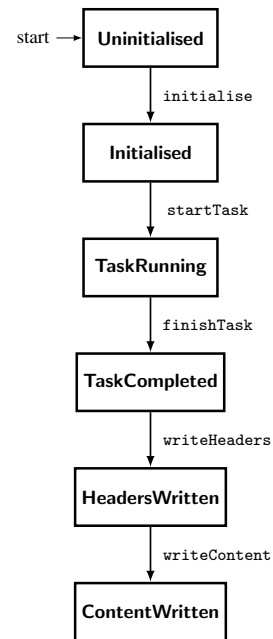 start
Uninitialised
initialise
Initialised
startTask
TaskRunning
finishTask
TaskCompleted
writeHeaders
HeadersWritten
writeContent
ContentWritten